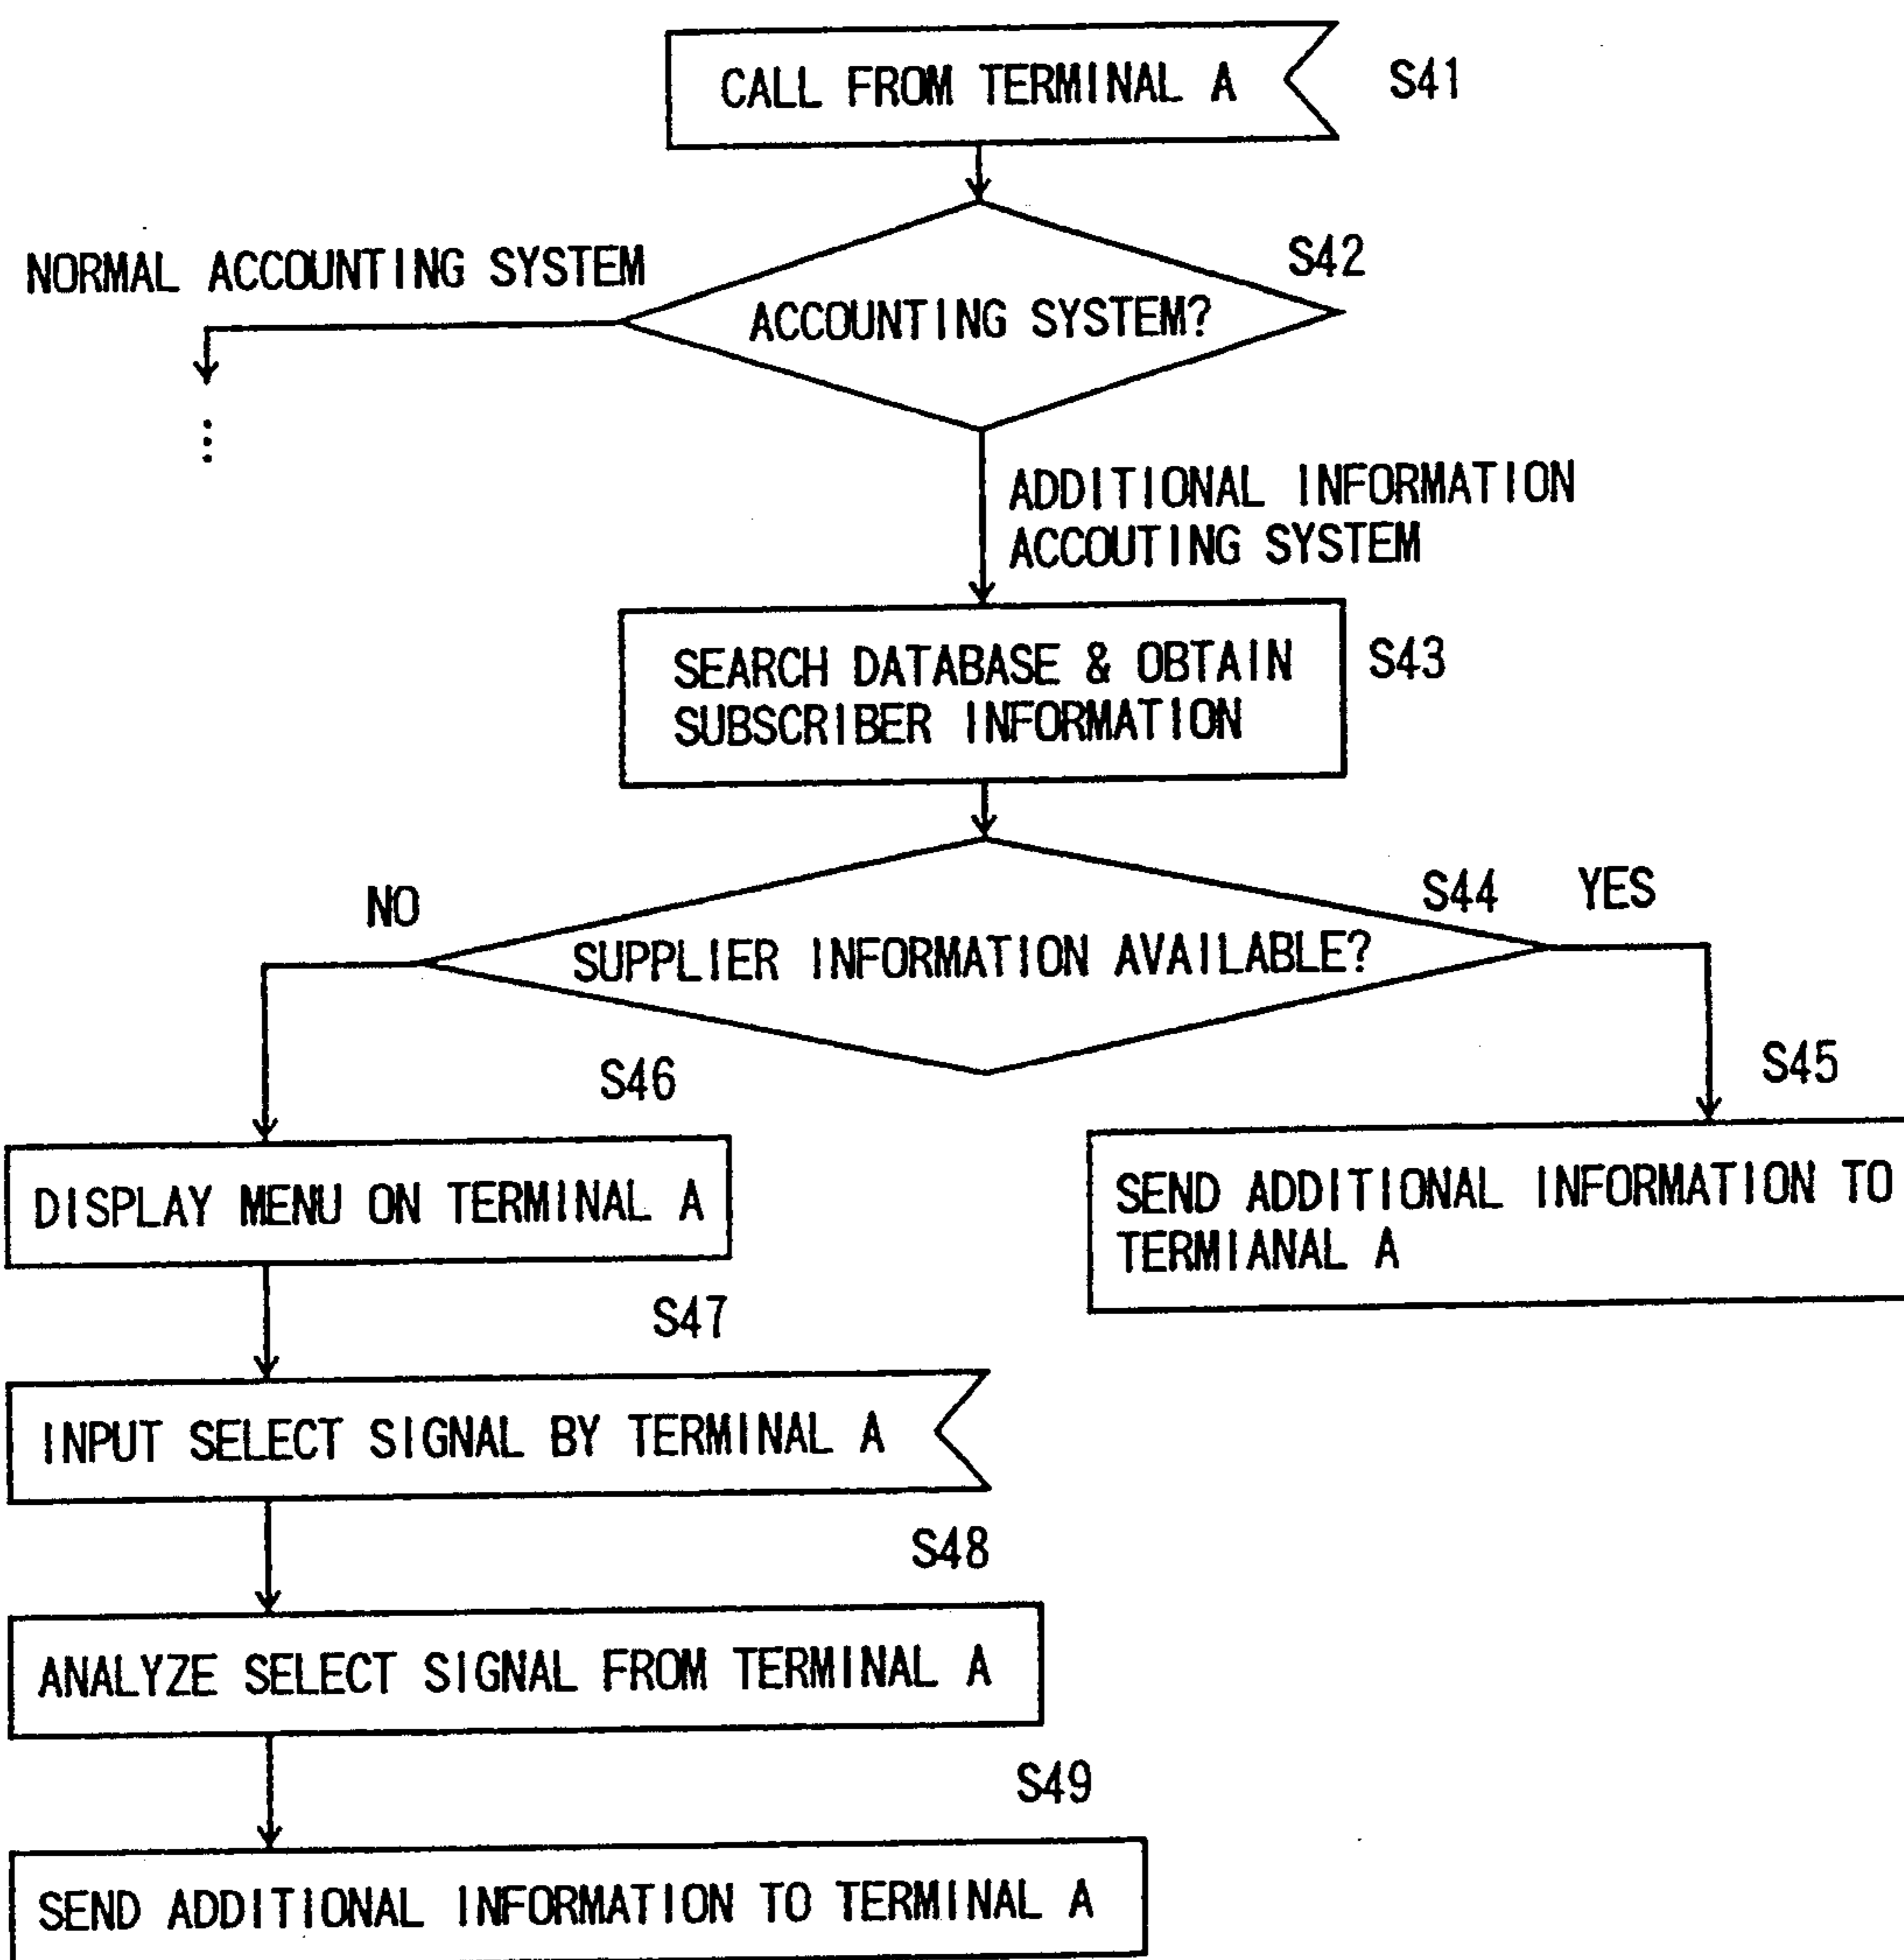 CALL FROM TERMINAL A
S41
NORMAL ACCOUNTING SYSTEM
S42
ACCOUNTING SYSTEM?
ADDITIONAL INFORMATION
ACCOUTING SYSTEM
SEARCH DATABASE & OBTAIN
SUBSCRIBER INFORMATION
S43
NO
S44
YES
SUPPLIER INFORMATION AVAILABLE?
S46
S45
DISPLAY MENU ON TERMINAL A
SEND ADDITIONAL INFORMATION TO
TERMIANAL A
S47
INPUT SELECT SIGNAL BY TERMINAL A
S48
ANALYZE SELECT SIGNAL FROM TERMINAL A
S49
SEND ADDITIONAL INFORMATION TO TERMINAL A